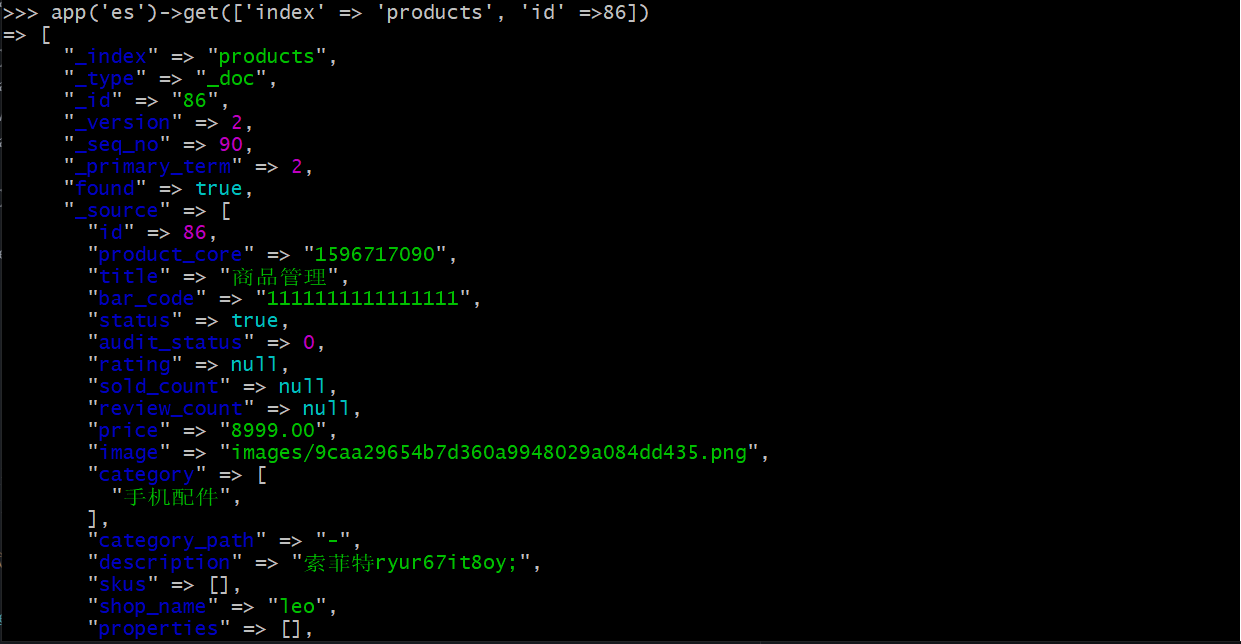 >>> app('es')->get(['index' => 'products', 'id' =>86])
=> [
"_index" => "products",
"_type" => "_doc",
"_id" => "86",
"_version" => 2,
"_seq_no" => 90,
"_primary_term" => 2,
"found" => true,
"_source" => [
"id" => 86,
"product_core" => "1596717090",
"title" => "商品管理",
"bar_code" => "1111111111111111",
"status" => true,
"audit_status" => 0,
"rating" => null,
"sold_count" => null,
"review_count" => null,
"price" => "8999.00",
"image" => "images/9caa29654b7d360a9948029a084dd435.png",
"category" => [
"手机配件",
],
"category_path" => "-",
"description" => "索菲特ryur67it8oy;",
"skus" => [],
"shop_name" => "leo",
"properties" => [],